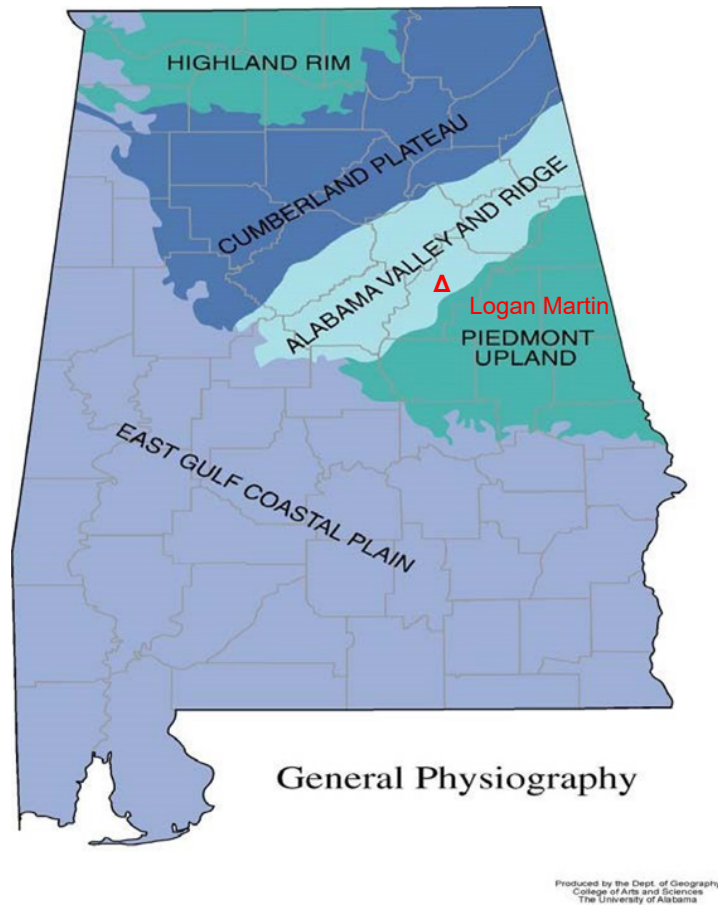 HIGHLAND RIM
CUMBERLAND PLATEAU
ALABAMA VALLEY AND RIDGE
Δ
Logan Martin
PIEDMONT
UPLAND
EAST GULF COASTAL PLAIN
General Physiography
Produced by the Dept. of Geography
College of Arts and Sciences
The University of Alabama